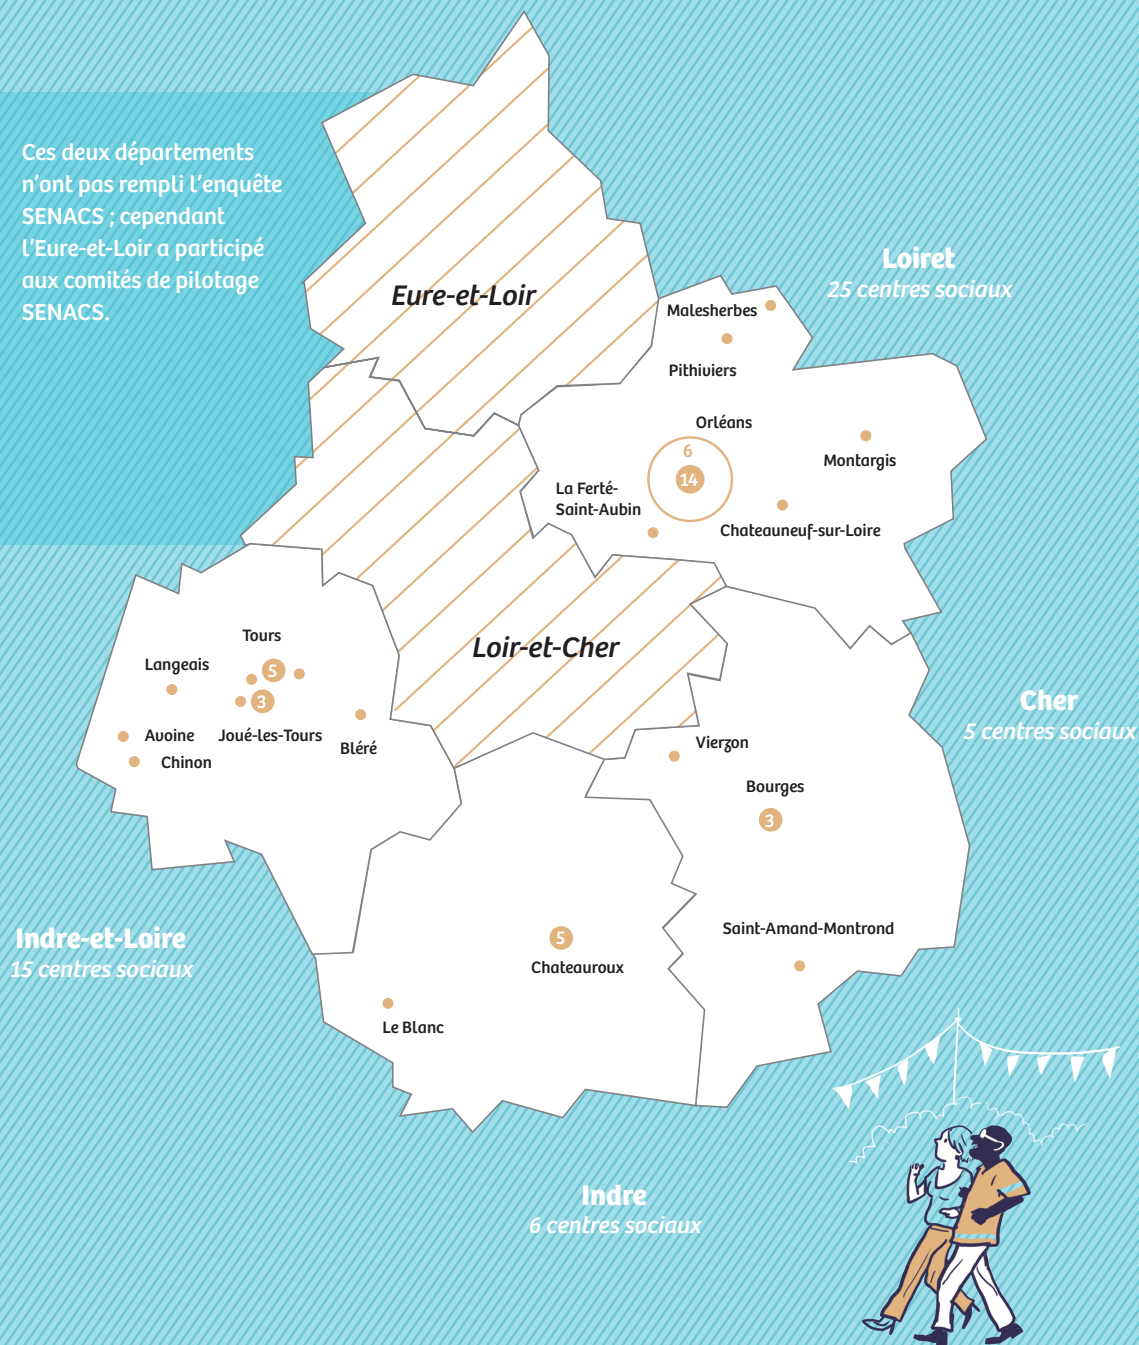 Ces deux départements
n'ont pas rempli l'enquête
SENACS ; cependant
l'Eure-et-Loir a participé
aux comités de pilotage
SENACS.
Eure-et-Loir
Loiret
25 centres sociaux
Malesherbes
Pithiviers
Orléans
6
14
Montargis
La Ferté-
Saint-Aubin
Chateauneuf-sur-Loire
Loir-et-Cher
Tours
5
Langeais
3
Avoine
Joué-les-Tours
Bléré
Chinon
Cher
5 centres sociaux
Vierzon
Bourges
3
Saint-Amand-Montrond
Indre-et-Loire
15 centres sociaux
5
Chateauroux
Le Blanc
Indre
6 centres sociaux